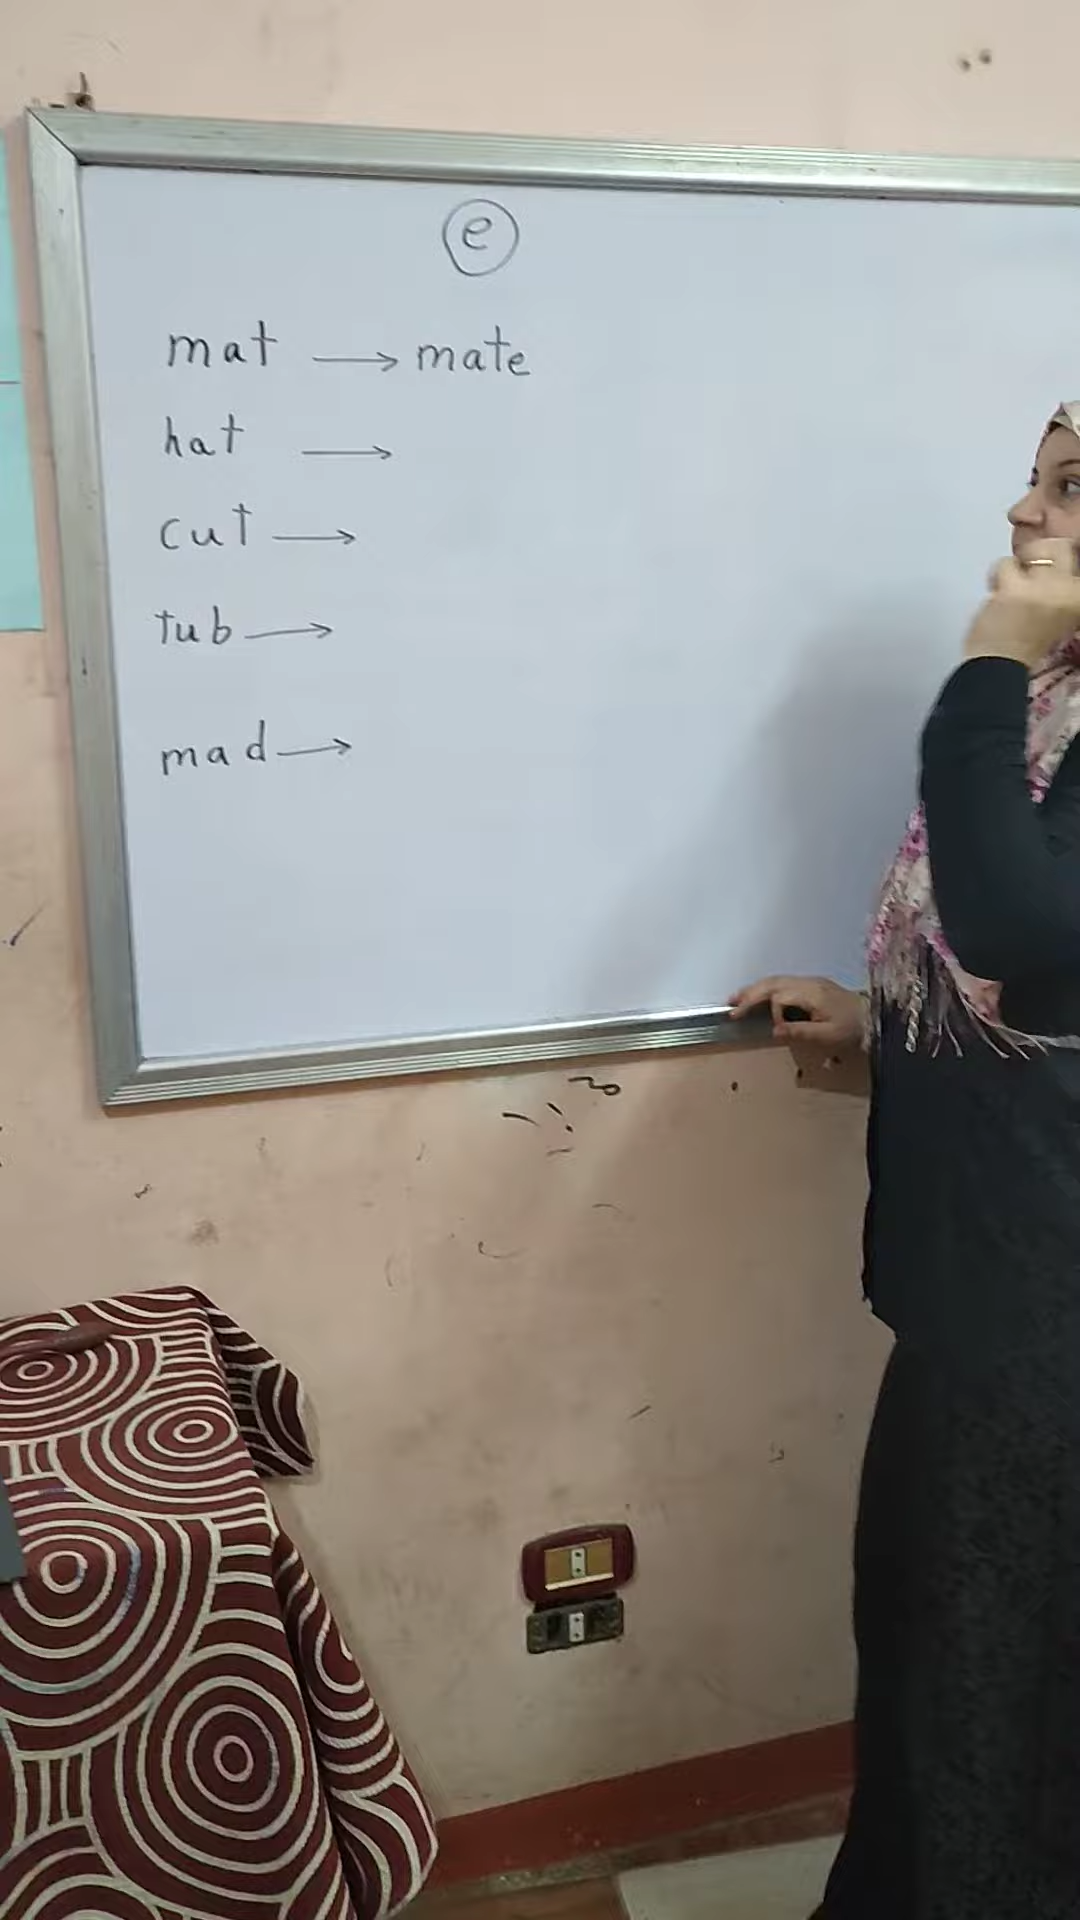 e
mat → mate
hat →
cut →
tub →
mad →